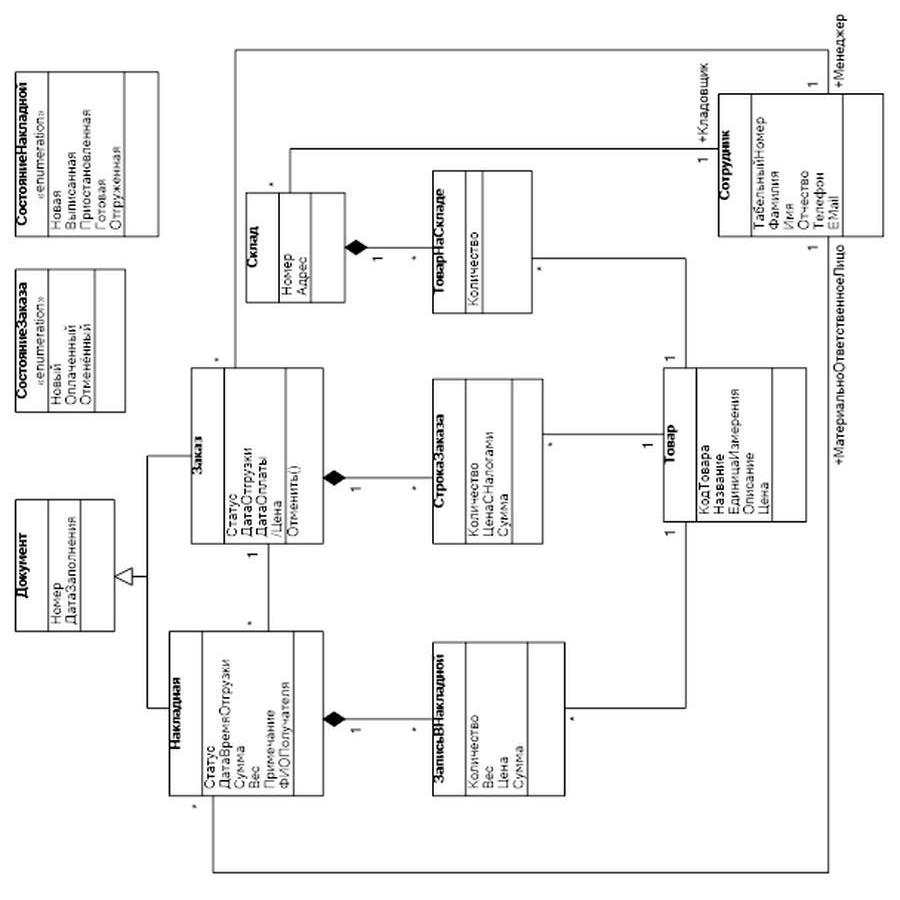 Документ
Номер
ДатаЗаполнения
СостояниеЗаказа
«enumeration»
Новый
Оплаченный
Отменённый
СостояниеНакладной
«enumeration»
Новая
Выписанная
Приостановленная
Готовая
Отгруженная
Накладная
Статус
ДатаВремяОтгрузки
Сумма
Вес
Примечание
ФИОПолучателя
*
*
1
Заказ
Статус
ДатаОтгрузки
ДатаОплаты
/Цена
Отменить()
*
Склад
Номер
Адрес
*
1
*
1
*
1
*
ЗаписьВНакладной
Количество
Вес
Цена
Сумма
*
СтрокаЗаказа
Количество
ЦенаСНалогами
Сумма
*
ТоварНаСкладе
Количество
*
1
1
1
Товар
КодТовара
Название
ЕдиницаИзмерения
Описание
Цена
1
+Кладовщик
Сотрудник
ТабельныйНомер
Фамилия
Имя
Отчество
Телефон
EMail
1
+МатериальноОтветственноеЛицо
1
+Менеджер